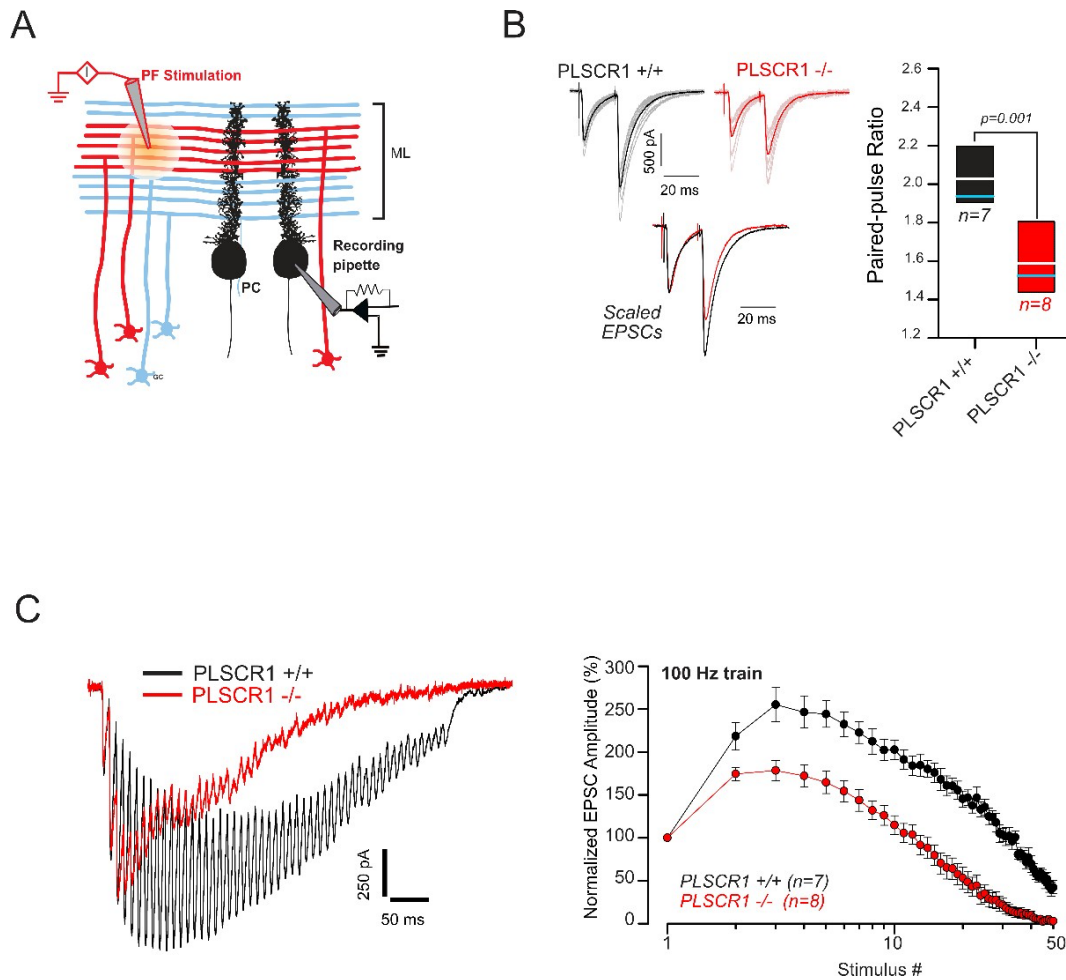 A
PF Stimulation
I
ML
Recording
pipette
PC
GC
B
PLSCR1 +/+
PLSCR1 -/-
500 pA
20 ms
Scaled
EPSCs
20 ms
Paired-pulse Ratio
2.6
2.4
2.2
2.0
1.8
1.6
1.4
1.2
p=0.001
n=7
n=8
PLSCR1 +/+
PLSCR1 -/-
C
PLSCR1 +/+
PLSCR1 -/-
250 pA
50 ms
Normalized EPSC Amplitude (%)
300
250
200
150
100
50
0
100 Hz train
PLSCR1 +/+ (n=7)
PLSCR1 -/- (n=8)
1
10
50
Stimulus #